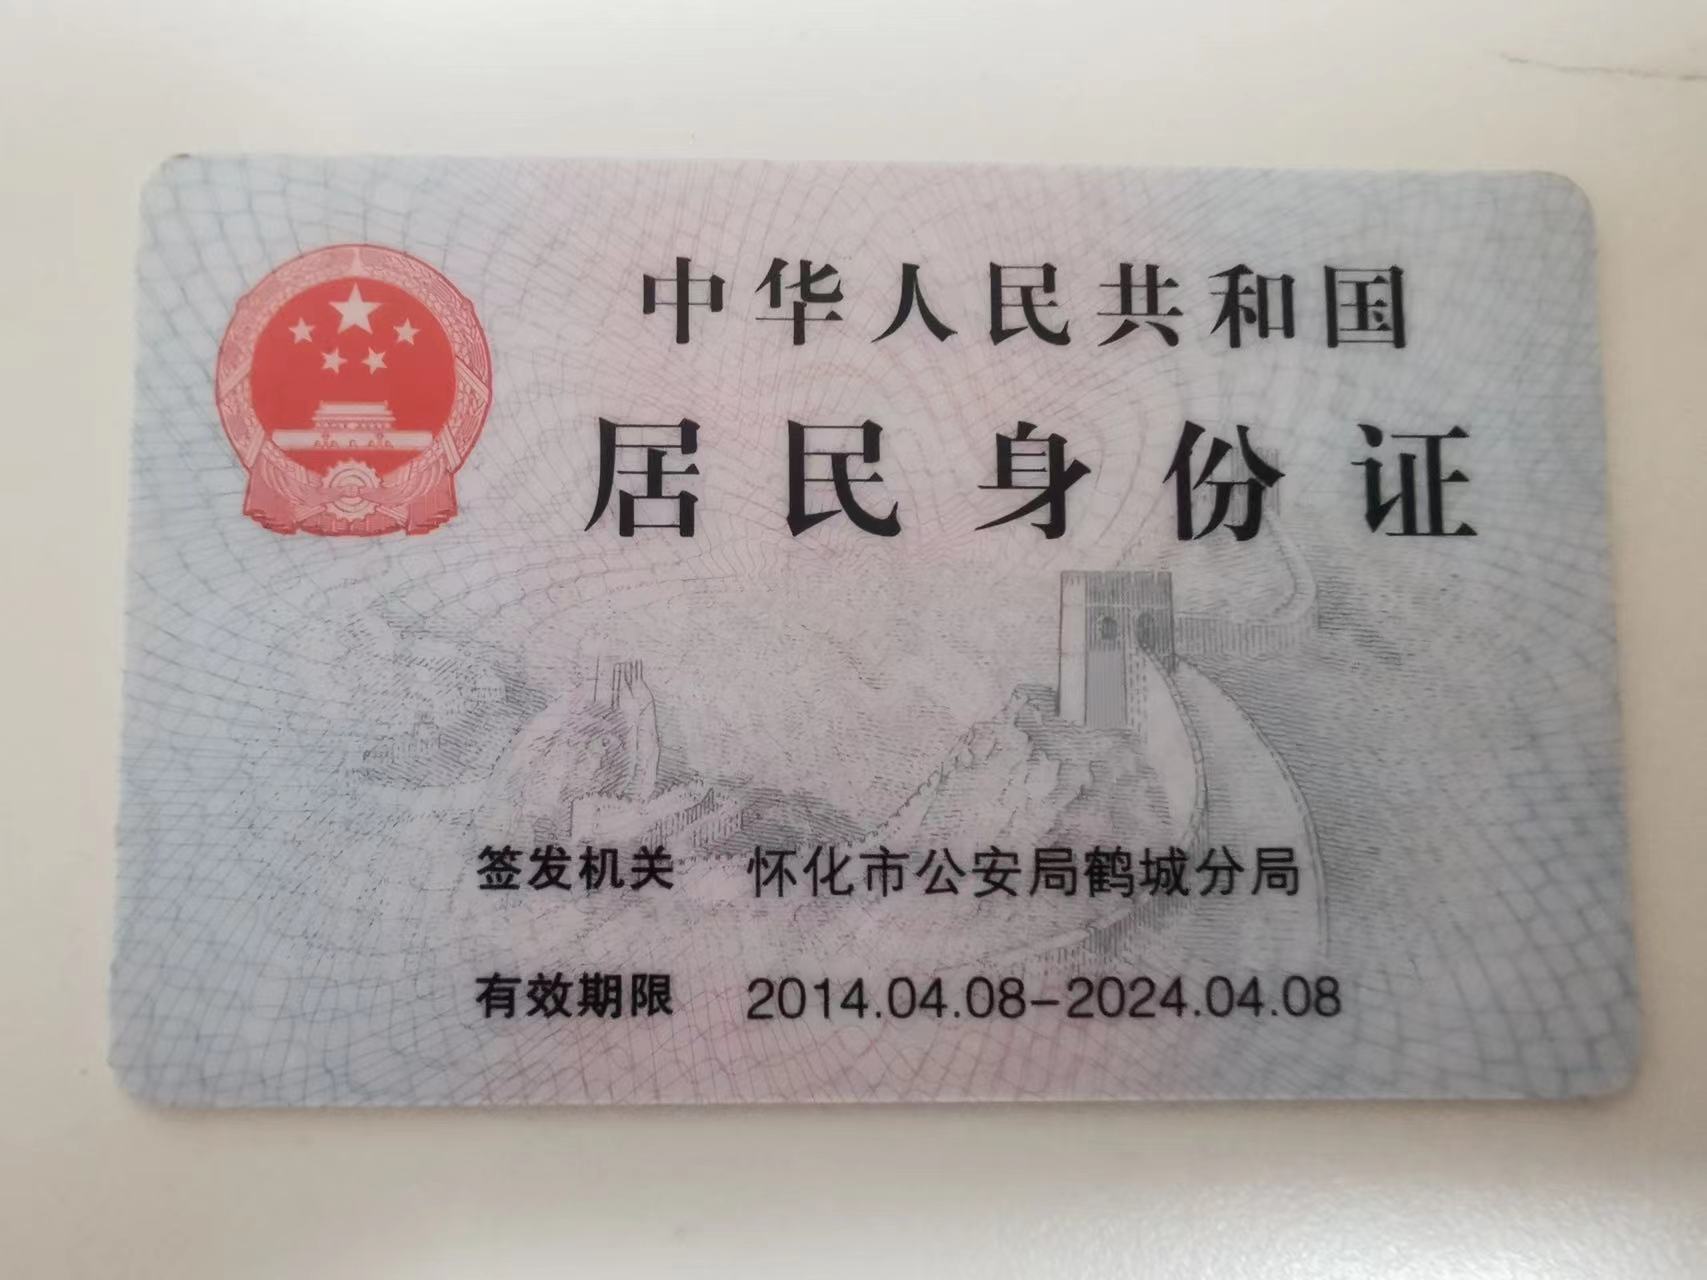 中华人民共和国
居民身份证
签发机关 怀化市公安局鹤城分局
有效期限 2014.04.08-2024.04.08